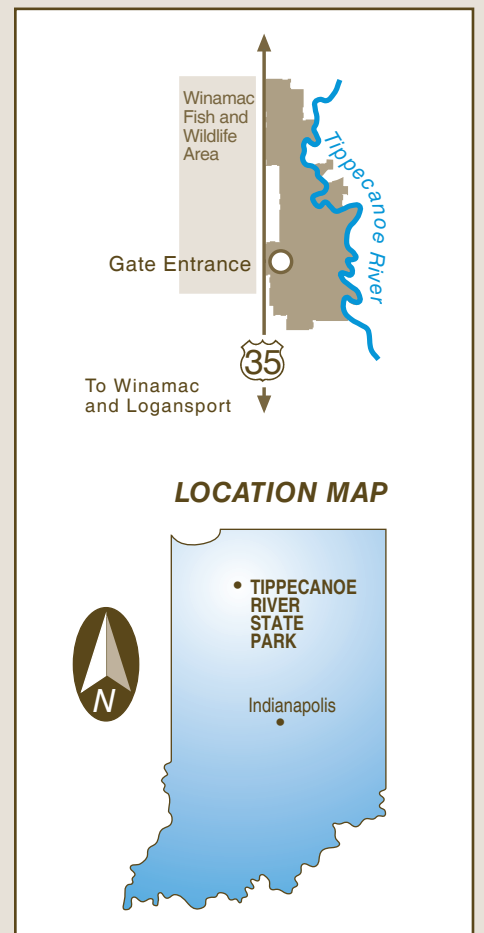 Winamac
Fish and
Wildlife
Area
Tippecanoe River
Gate Entrance
35
To Winamac
and Logansport
LOCATION MAP
TIPPECANOE
RIVER
STATE
PARK
N
Indianapolis